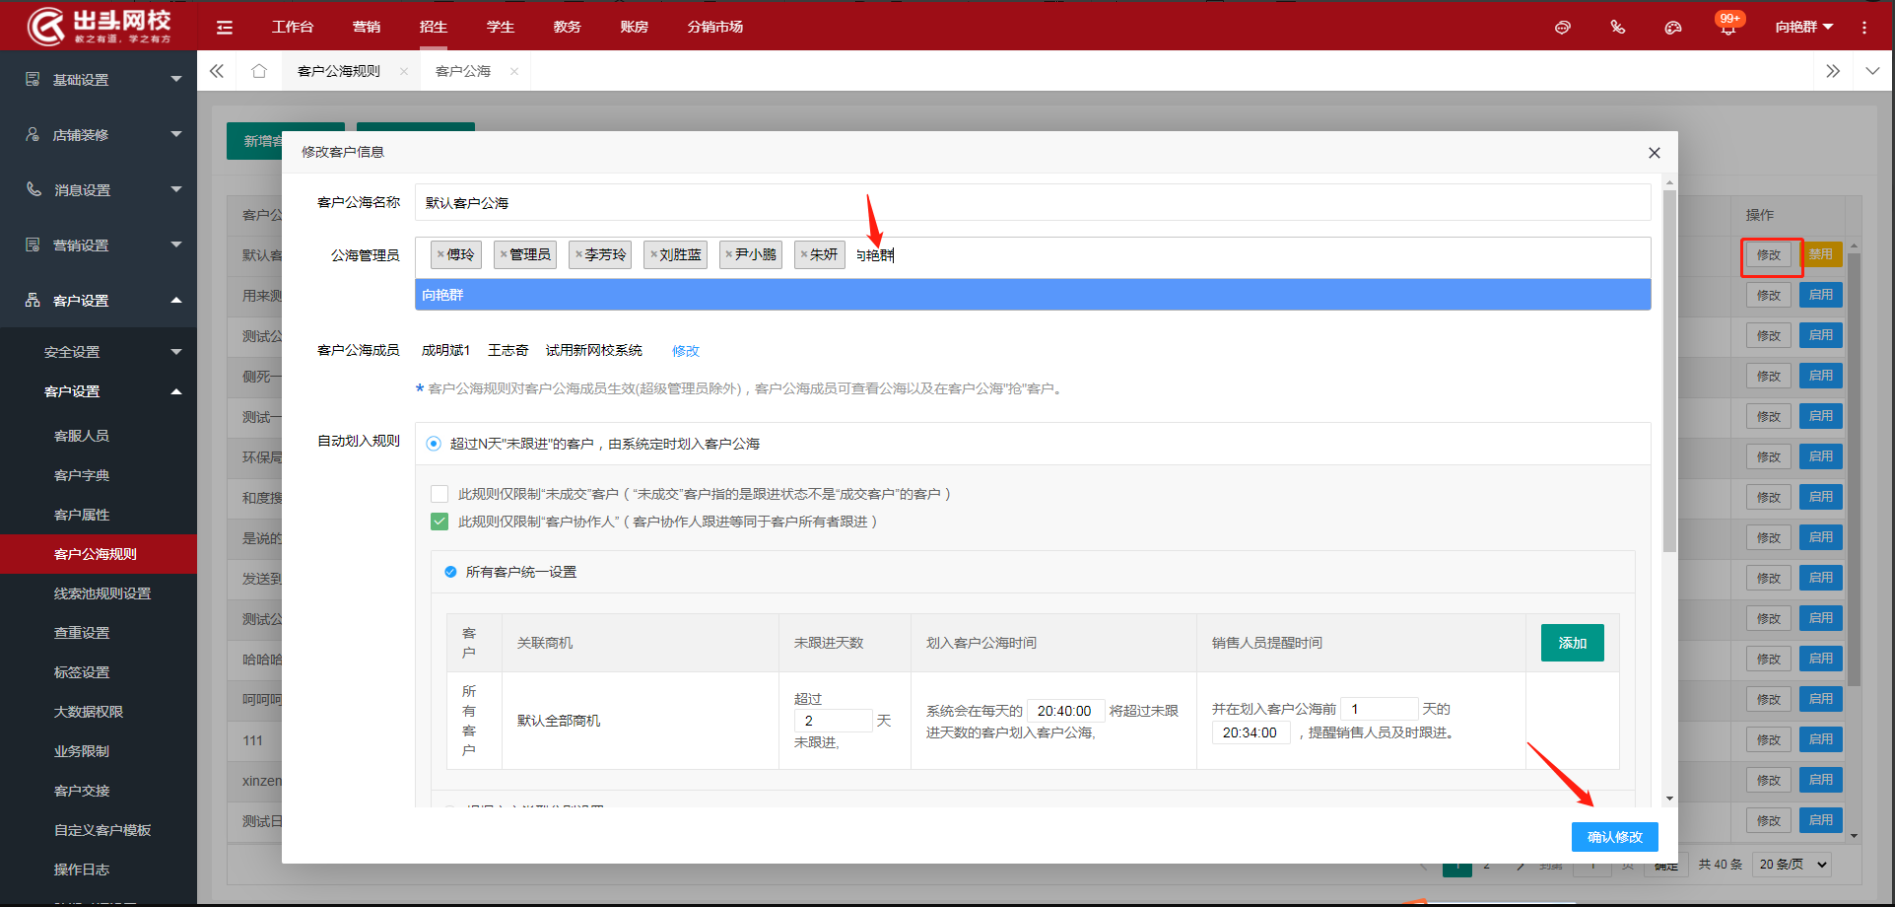 出头网校
教之有道，学之有方
工作台 营销 招生 学生 教务 账房 分销市场
99+
向艳群
客户公海规则 客户公海
基础设置
店铺装修
消息设置
营销设置
客户设置
安全设置
客户设置
客服人员
客户字典
客户属性
客户公海规则
线索池规则设置
查重设置
标签设置
大数据权限
业务限制
客户交接
自定义客户模板
操作日志
新增客
客户公
默认客
用来测
测试公
侧死一
测试一
环保局
和度搜
是说的
发送到
测试公
哈哈哈
呵呵呵
111
xinzen
测试日
修改客户信息
客户公海名称 默认客户公海
公海管理员 ×傅玲 ×管理员 ×李芳玲 ×刘胜蓝 ×尹小鹏 ×朱妍 向艳群
向艳群
客户公海成员 成明斌1 王志奇 试用新网校系统 修改
* 客户公海规则对客户公海成员生效(超级管理员除外)，客户公海成员可查看公海以及在客户公海"抢"客户。
自动划入规则 超过N天"未跟进"的客户，由系统定时划入客户公海
此规则仅限制"未成交"客户（"未成交"客户指的是跟进状态不是"成交客户"的客户）
此规则仅限制"客户协作人"（客户协作人跟进等同于客户所有者跟进）
所有客户统一设置
客户 关联商机 未跟进天数 划入客户公海时间 销售人员提醒时间 添加
所有客户 默认全部商机
超过
2 天
未跟进,
系统会在每天的 20:40:00 将超过未跟
进天数的客户划入客户公海,
并在划入客户公海前 1 天的
20:34:00 ，提醒销售人员及时跟进。
确认修改
操作
修改 禁用
修改 启用
修改 启用
修改 启用
修改 启用
修改 启用
修改 启用
修改 启用
修改 启用
修改 启用
修改 启用
修改 启用
修改 启用
修改 启用
修改 启用
1 2 到第 1 页 确定 共 40 条 20 条/页